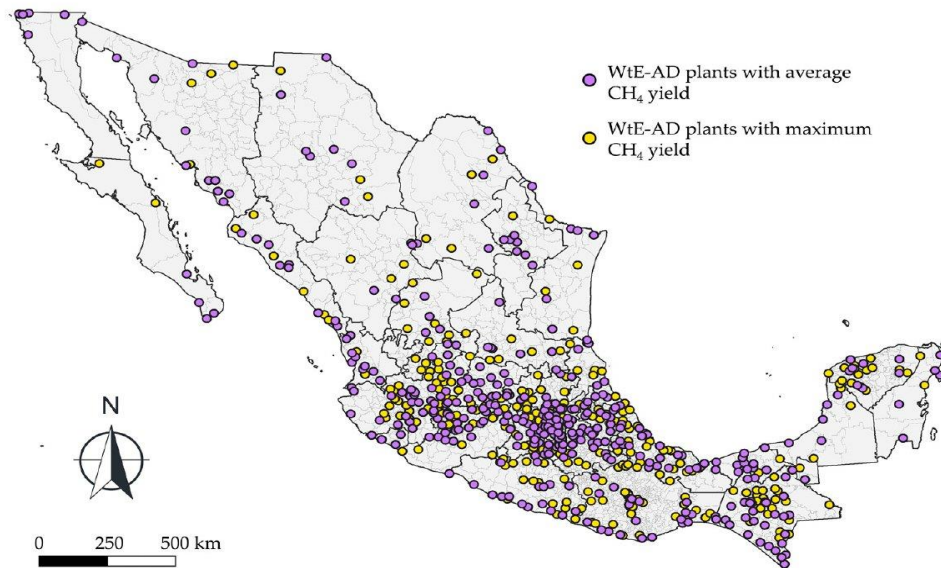 WtE-AD plants with average
CH₄ yield
WtE-AD plants with maximum
CH₄ yield
N
0 250 500 km